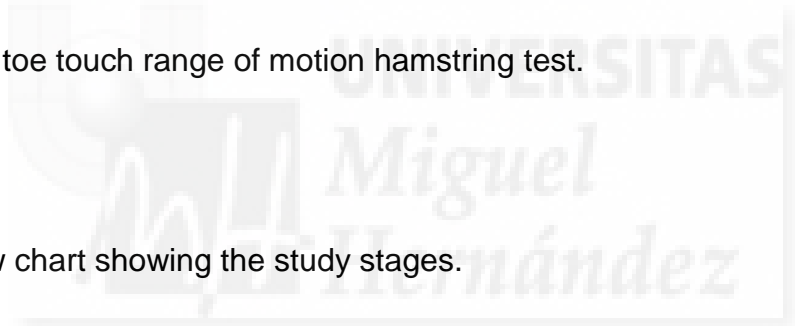 toe touch range of motion hamstring test.
UNIVERSITAS
Miguel
chart showing the study stages.
Hernández